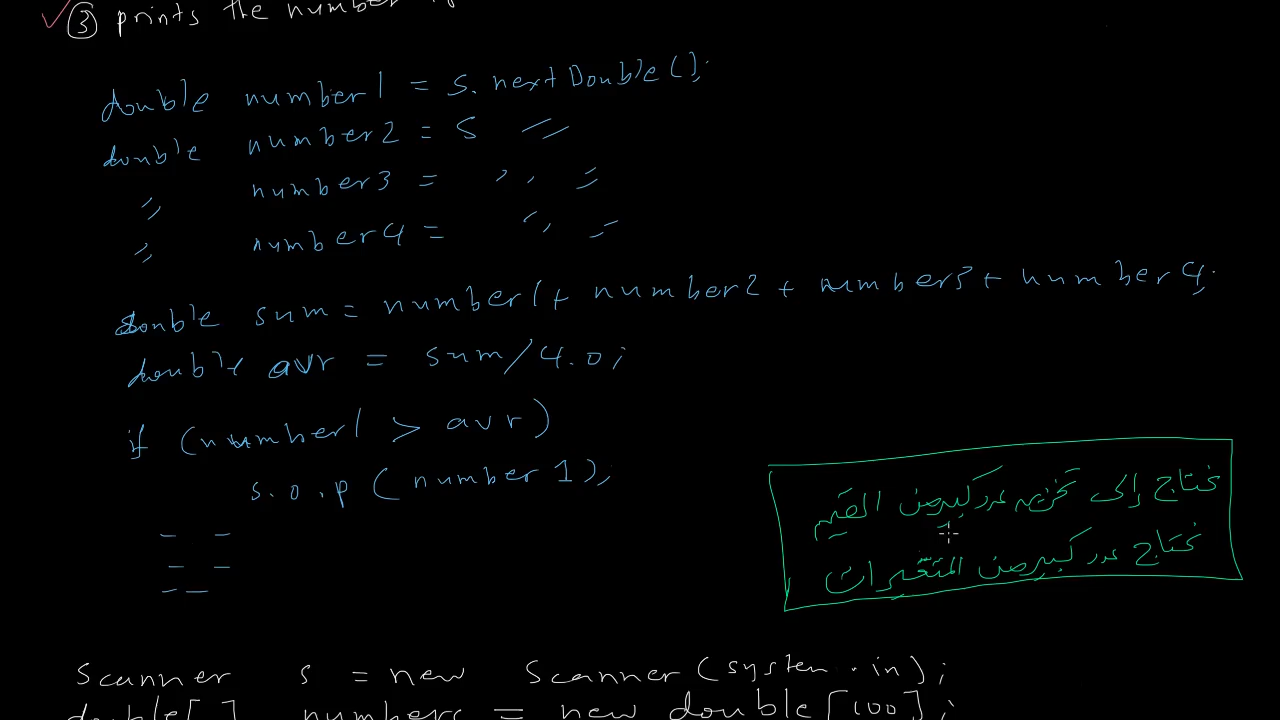 ③ prints the number
double number1 = s.nextDouble();
double number2 = s 〃
〃 number3 = 〃 〃
〃 number4 = 〃 〃
double sum = number1 + number2 + number3 + number4;
double avr = sum/4.0;
if (number1 > avr)
s.o.p (number1);
نحتاج إلى تخزين عدد كبير من القيم
نحتاج عدد كبير من المتغيرات
Scanner s = new Scanner(system.in);
double[] numbers = new double[100];